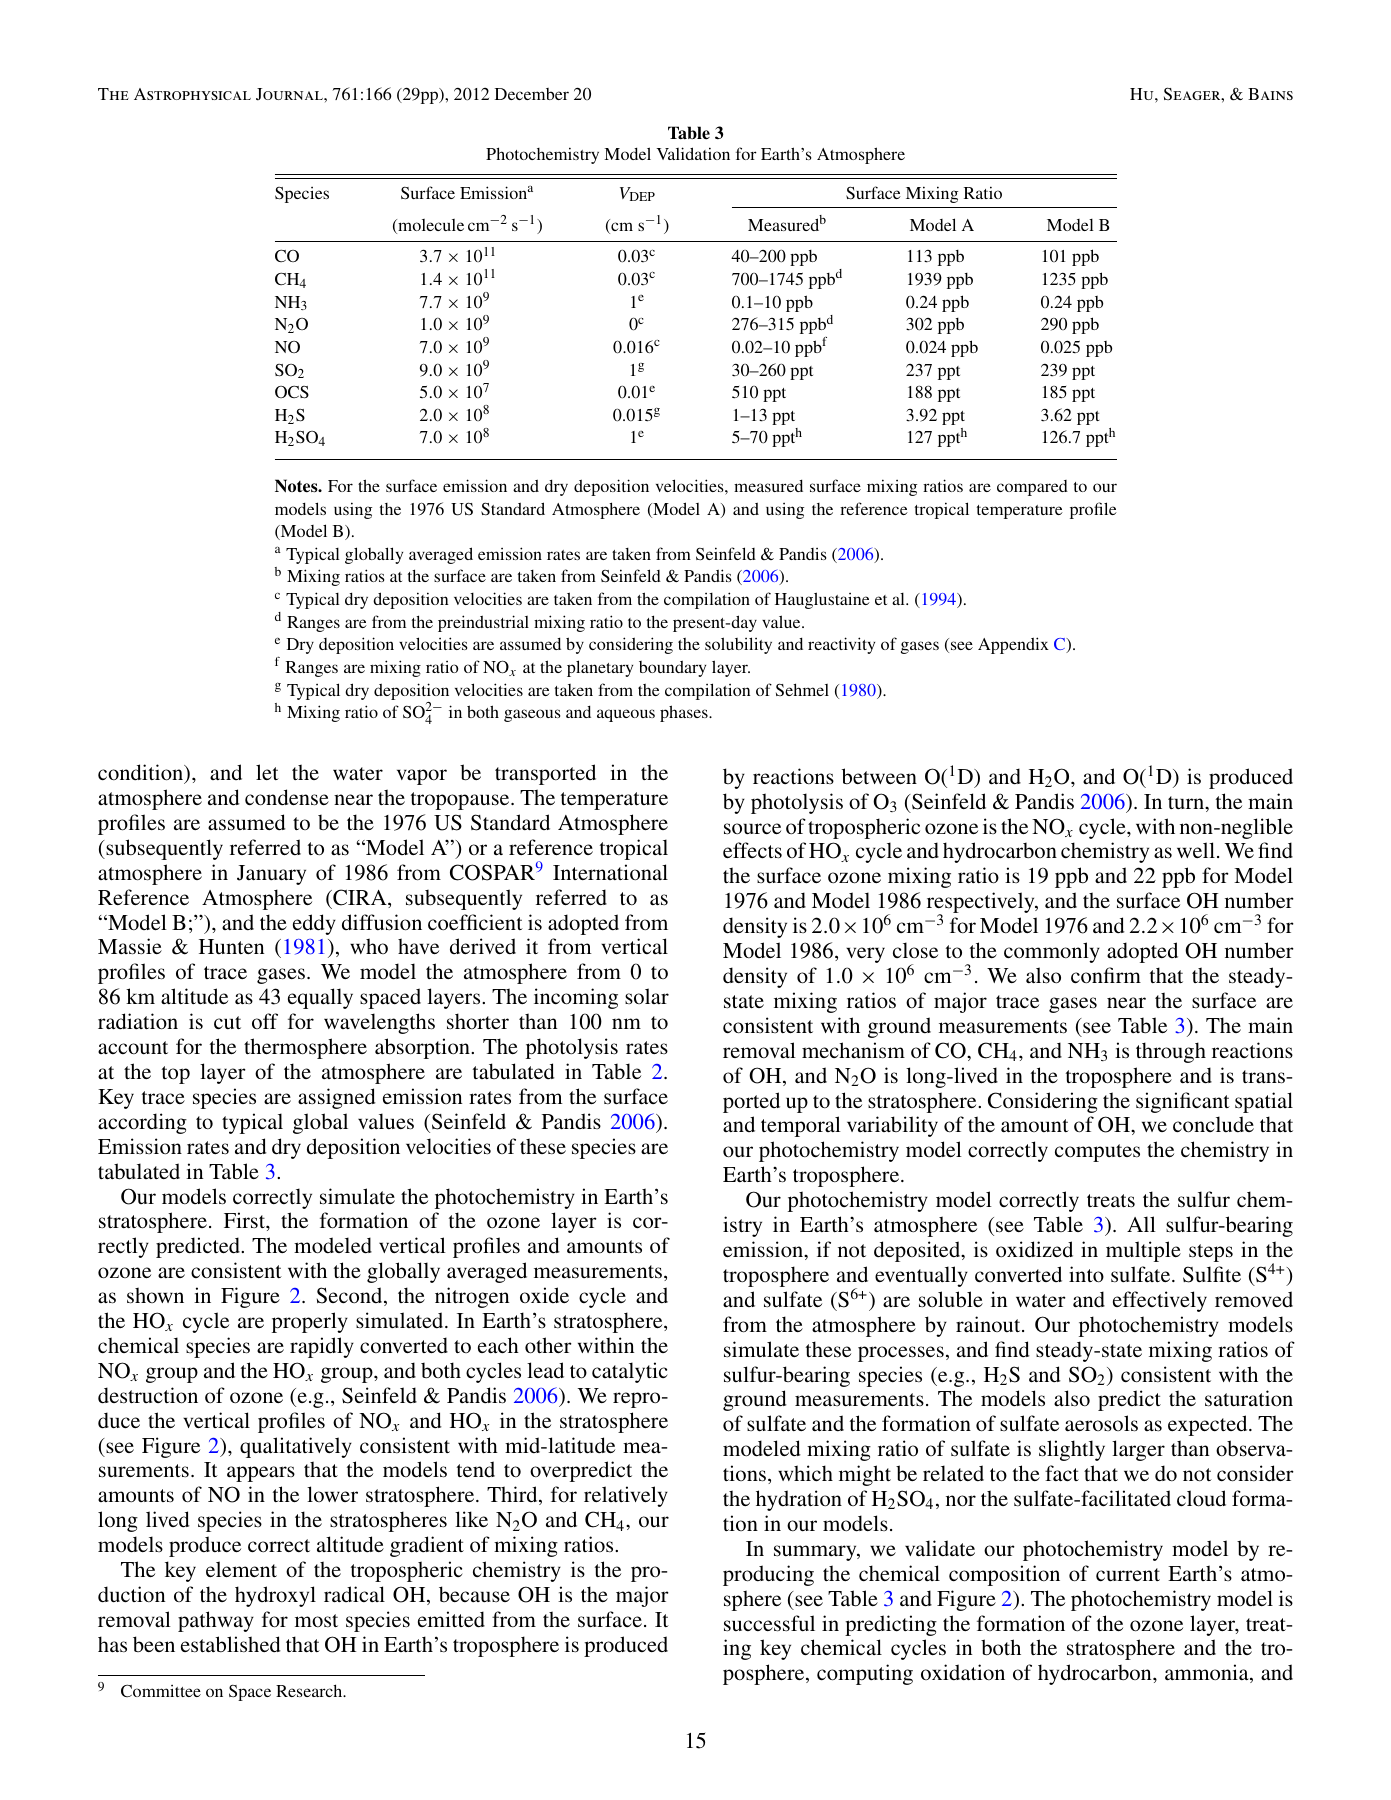 THE ASTROPHYSICAL JOURNAL, 761:166 (29pp), 2012 December 20 HU, SEAGER, & BAINS
Table 3
Photochemistry Model Validation for Earth's Atmosphere
Species Surface Emission^a V_DEP Surface Mixing Ratio
(molecule cm⁻² s⁻¹) (cm s⁻¹) Measured^b Model A Model B
CO 3.7 × 10¹¹ 0.03^c 40–200 ppb 113 ppb 101 ppb
CH₄ 1.4 × 10¹¹ 0.03^c 700–1745 ppb^d 1939 ppb 1235 ppb
NH₃ 7.7 × 10⁹ 1^e 0.1–10 ppb 0.24 ppb 0.24 ppb
N₂O 1.0 × 10⁹ 0^c 276–315 ppb^d 302 ppb 290 ppb
NO 7.0 × 10⁹ 0.016^c 0.02–10 ppb^f 0.024 ppb 0.025 ppb
SO₂ 9.0 × 10⁹ 1^g 30–260 ppt 237 ppt 239 ppt
OCS 5.0 × 10⁷ 0.01^e 510 ppt 188 ppt 185 ppt
H₂S 2.0 × 10⁸ 0.015^g 1–13 ppt 3.92 ppt 3.62 ppt
H₂SO₄ 7.0 × 10⁸ 1^e 5–70 ppt^h 127 ppt^h 126.7 ppt^h
Notes. For the surface emission and dry deposition velocities, measured surface mixing ratios are compared to our
models using the 1976 US Standard Atmosphere (Model A) and using the reference tropical temperature profile
(Model B).
^a Typical globally averaged emission rates are taken from Seinfeld & Pandis (2006).
^b Mixing ratios at the surface are taken from Seinfeld & Pandis (2006).
^c Typical dry deposition velocities are taken from the compilation of Hauglustaine et al. (1994).
^d Ranges are from the preindustrial mixing ratio to the present-day value.
^e Dry deposition velocities are assumed by considering the solubility and reactivity of gases (see Appendix C).
^f Ranges are mixing ratio of NOₓ at the planetary boundary layer.
^g Typical dry deposition velocities are taken from the compilation of Sehmel (1980).
^h Mixing ratio of SO₄²⁻ in both gaseous and aqueous phases.
condition), and let the water vapor be transported in the
atmosphere and condense near the tropopause. The temperature
profiles are assumed to be the 1976 US Standard Atmosphere
(subsequently referred to as “Model A”) or a reference tropical
atmosphere in January of 1986 from COSPAR⁹ International
Reference Atmosphere (CIRA, subsequently referred to as
“Model B;”), and the eddy diffusion coefficient is adopted from
Massie & Hunten (1981), who have derived it from vertical
profiles of trace gases. We model the atmosphere from 0 to
86 km altitude as 43 equally spaced layers. The incoming solar
radiation is cut off for wavelengths shorter than 100 nm to
account for the thermosphere absorption. The photolysis rates
at the top layer of the atmosphere are tabulated in Table 2.
Key trace species are assigned emission rates from the surface
according to typical global values (Seinfeld & Pandis 2006).
Emission rates and dry deposition velocities of these species are
tabulated in Table 3.
Our models correctly simulate the photochemistry in Earth's
stratosphere. First, the formation of the ozone layer is cor-
rectly predicted. The modeled vertical profiles and amounts of
ozone are consistent with the globally averaged measurements,
as shown in Figure 2. Second, the nitrogen oxide cycle and
the HOₓ cycle are properly simulated. In Earth's stratosphere,
chemical species are rapidly converted to each other within the
NOₓ group and the HOₓ group, and both cycles lead to catalytic
destruction of ozone (e.g., Seinfeld & Pandis 2006). We repro-
duce the vertical profiles of NOₓ and HOₓ in the stratosphere
(see Figure 2), qualitatively consistent with mid-latitude mea-
surements. It appears that the models tend to overpredict the
amounts of NO in the lower stratosphere. Third, for relatively
long lived species in the stratospheres like N₂O and CH₄, our
models produce correct altitude gradient of mixing ratios.
The key element of the tropospheric chemistry is the pro-
duction of the hydroxyl radical OH, because OH is the major
removal pathway for most species emitted from the surface. It
has been established that OH in Earth's troposphere is produced
⁹ Committee on Space Research.
by reactions between O(¹D) and H₂O, and O(¹D) is produced
by photolysis of O₃ (Seinfeld & Pandis 2006). In turn, the main
source of tropospheric ozone is the NOₓ cycle, with non-neglible
effects of HOₓ cycle and hydrocarbon chemistry as well. We find
the surface ozone mixing ratio is 19 ppb and 22 ppb for Model
1976 and Model 1986 respectively, and the surface OH number
density is 2.0×10⁶ cm⁻³ for Model 1976 and 2.2×10⁶ cm⁻³ for
Model 1986, very close to the commonly adopted OH number
density of 1.0 × 10⁶ cm⁻³. We also confirm that the steady-
state mixing ratios of major trace gases near the surface are
consistent with ground measurements (see Table 3). The main
removal mechanism of CO, CH₄, and NH₃ is through reactions
of OH, and N₂O is long-lived in the troposphere and is trans-
ported up to the stratosphere. Considering the significant spatial
and temporal variability of the amount of OH, we conclude that
our photochemistry model correctly computes the chemistry in
Earth's troposphere.
Our photochemistry model correctly treats the sulfur chem-
istry in Earth's atmosphere (see Table 3). All sulfur-bearing
emission, if not deposited, is oxidized in multiple steps in the
troposphere and eventually converted into sulfate. Sulfite (S⁴⁺)
and sulfate (S⁶⁺) are soluble in water and effectively removed
from the atmosphere by rainout. Our photochemistry models
simulate these processes, and find steady-state mixing ratios of
sulfur-bearing species (e.g., H₂S and SO₂) consistent with the
ground measurements. The models also predict the saturation
of sulfate and the formation of sulfate aerosols as expected. The
modeled mixing ratio of sulfate is slightly larger than observa-
tions, which might be related to the fact that we do not consider
the hydration of H₂SO₄, nor the sulfate-facilitated cloud forma-
tion in our models.
In summary, we validate our photochemistry model by re-
producing the chemical composition of current Earth's atmo-
sphere (see Table 3 and Figure 2). The photochemistry model is
successful in predicting the formation of the ozone layer, treat-
ing key chemical cycles in both the stratosphere and the tro-
posphere, computing oxidation of hydrocarbon, ammonia, and
15